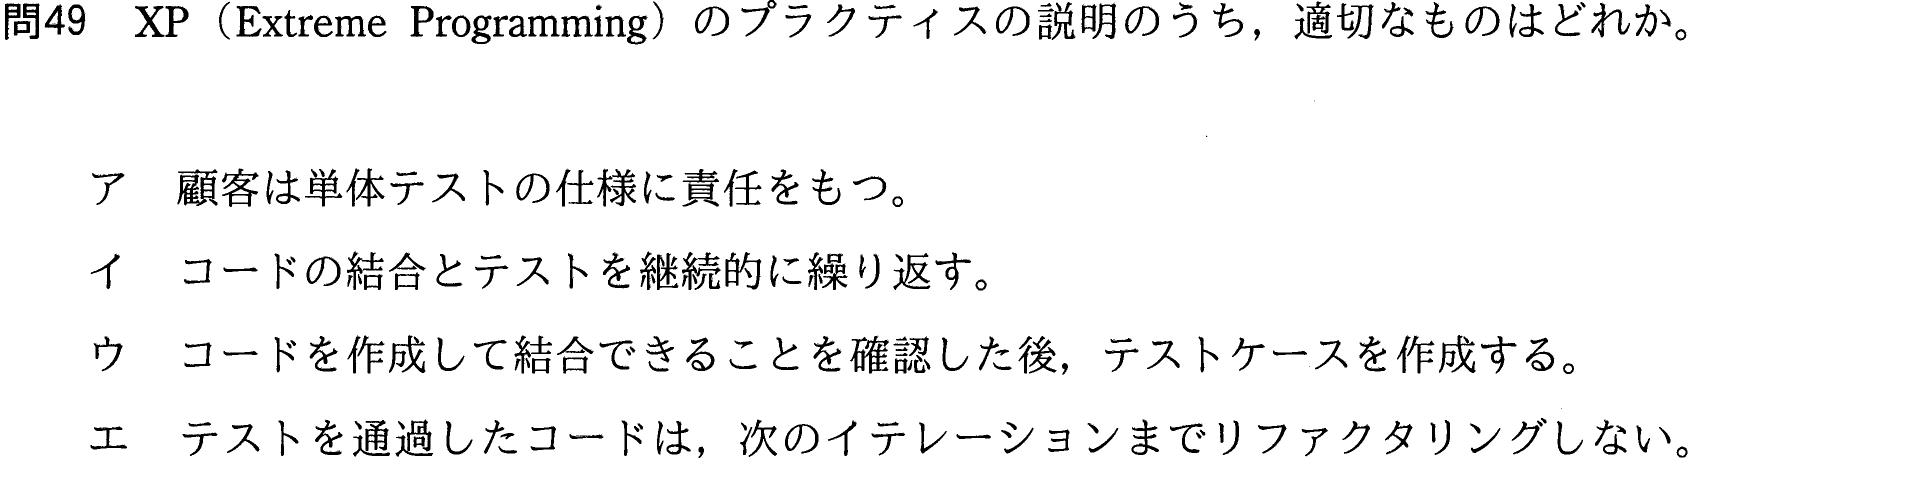 問49　XP（Extreme Programming）のプラクティスの説明のうち，適切なものはどれか。
ア　顧客は単体テストの仕様に責任をもつ。
イ　コードの結合とテストを継続的に繰り返す。
ウ　コードを作成して結合できることを確認した後，テストケースを作成する。
エ　テストを通過したコードは，次のイテレーションまでリファクタリングしない。